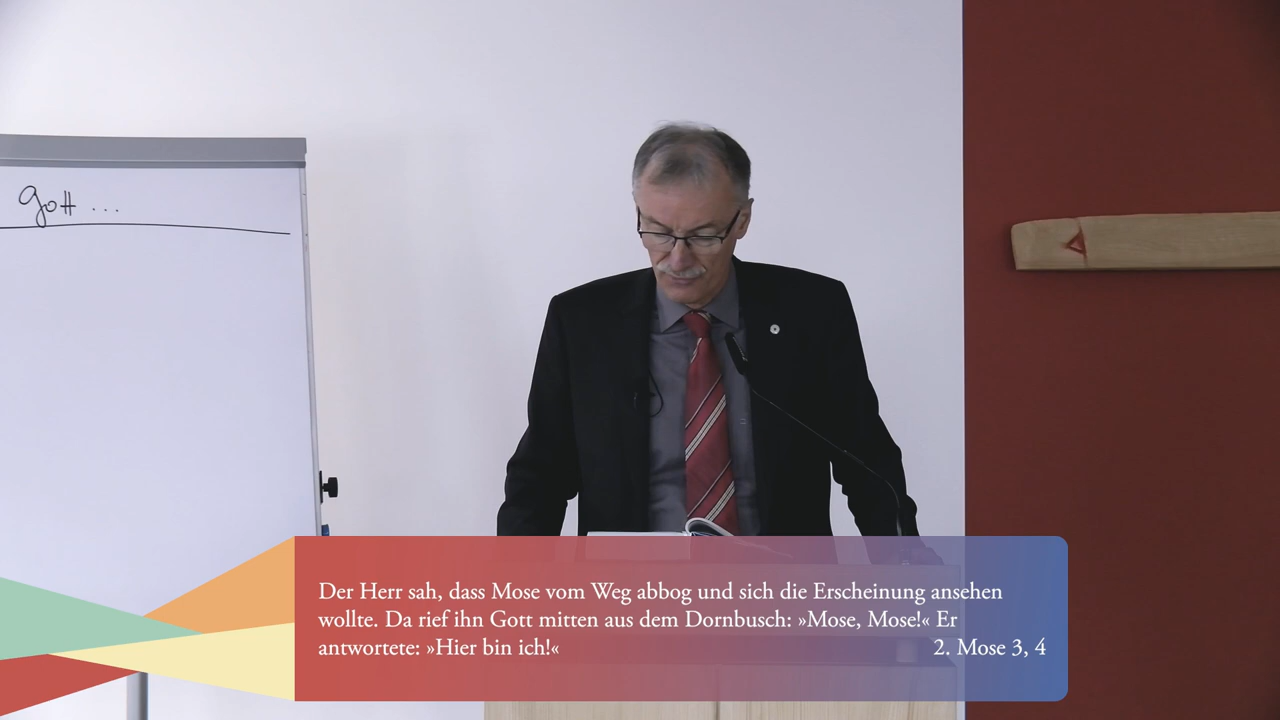 Gott ...
Der Herr sah, dass Mose vom Weg abbog und sich die Erscheinung ansehen
wollte. Da rief ihn Gott mitten aus dem Dornbusch: »Mose, Mose!« Er
antwortete: »Hier bin ich!«
2. Mose 3, 4